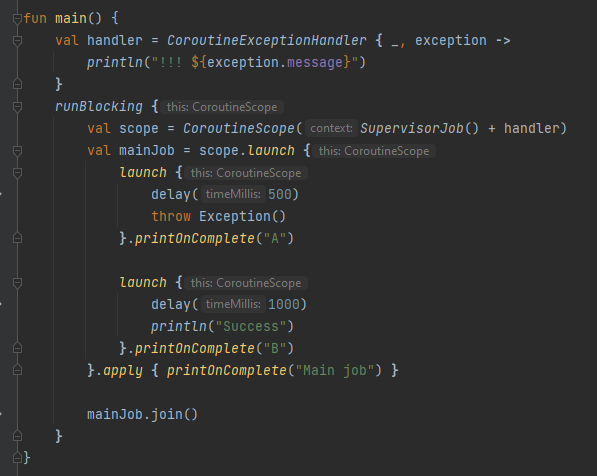 fun main() {
    val handler = CoroutineExceptionHandler { _, exception ->
        println("!!! ${exception.message}")
    }
    runBlocking { this: CoroutineScope
        val scope = CoroutineScope( context: SupervisorJob() + handler)
        val mainJob = scope.launch { this: CoroutineScope
            launch { this: CoroutineScope
                delay( timeMillis: 500)
                throw Exception()
            }.printOnComplete("A")

            launch { this: CoroutineScope
                delay( timeMillis: 1000)
                println("Success")
            }.printOnComplete("B")
        }.apply { printOnComplete("Main job") }

        mainJob.join()
    }
}